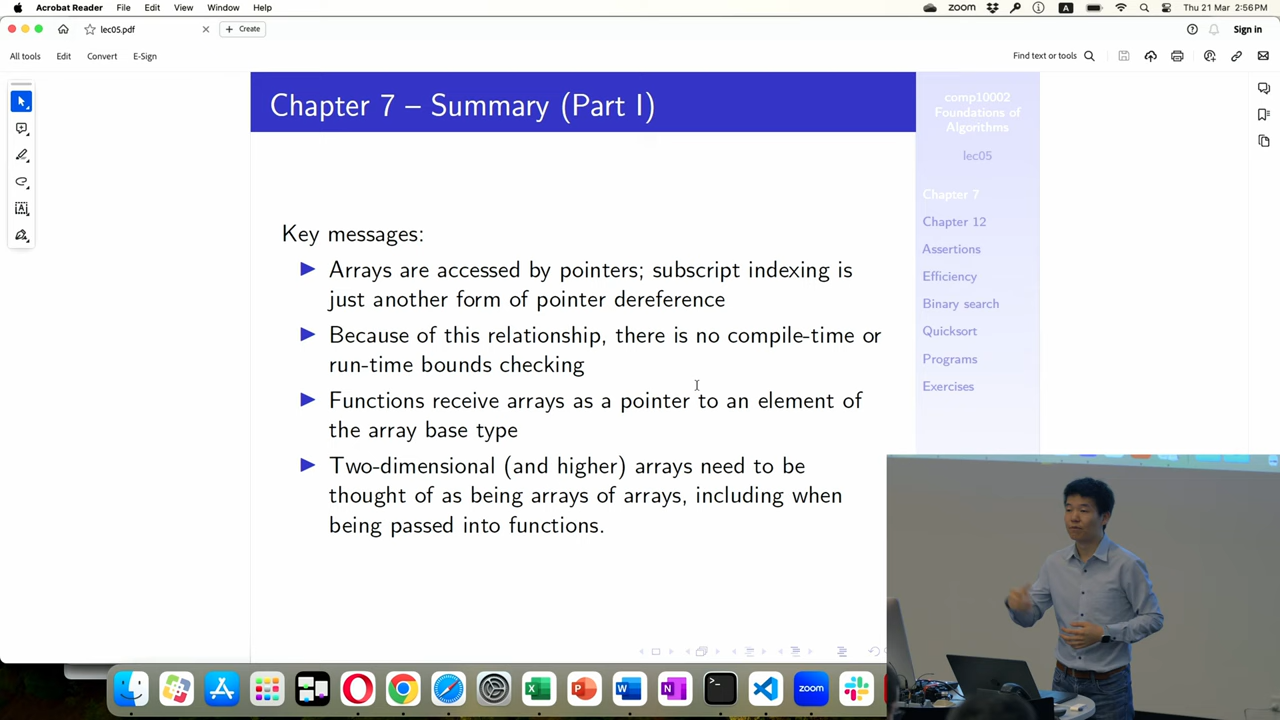 Acrobat Reader File Edit View Window Help
zoom A Thu 21 Mar 2:56PM
lec05.pdf
+ Create
Sign in
All tools Edit Convert E-Sign
Find text or tools
Chapter 7 – Summary (Part I)
Key messages:
Arrays are accessed by pointers; subscript indexing is
just another form of pointer dereference
Because of this relationship, there is no compile-time or
run-time bounds checking
Functions receive arrays as a pointer to an element of
the array base type
Two-dimensional (and higher) arrays need to be
thought of as being arrays of arrays, including when
being passed into functions.
comp10002
Foundations of
Algorithms
lec05
Chapter 7
Chapter 12
Assertions
Efficiency
Binary search
Quicksort
Programs
Exercises
zoom